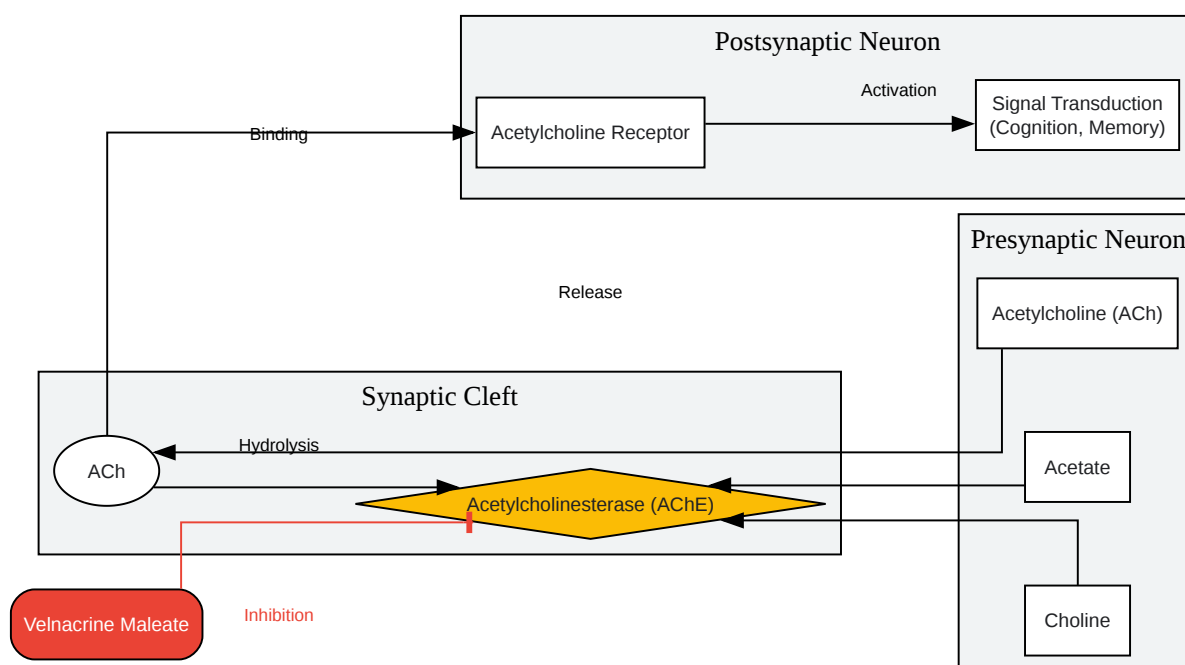 Postsynaptic Neuron
Activation
Signal Transduction
(Cognition, Memory)
Acetylcholine Receptor
Binding
Presynaptic Neuron
Release
Acetylcholine (ACh)
Synaptic Cleft
Hydrolysis
ACh
Acetate
Acetylcholinesterase (AChE)
Inhibition
Velnacrine Maleate
Choline